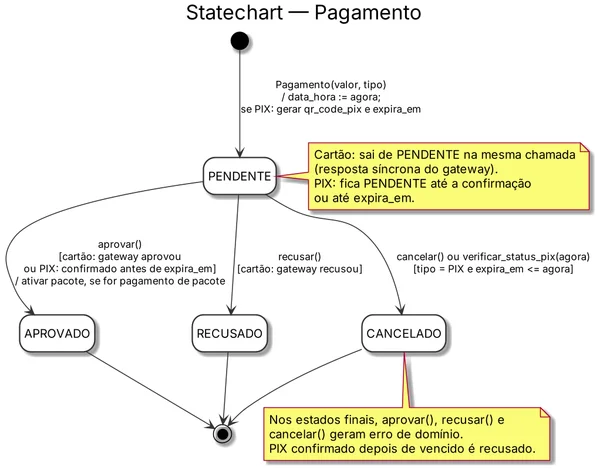 Statechart — Pagamento
Pagamento(valor, tipo)
/ data_hora := agora;
se PIX: gerar qr_code_pix e expira_em
PENDENTE
Cartão: sai de PENDENTE na mesma chamada
(resposta síncrona do gateway).
PIX: fica PENDENTE até a confirmação
ou até expira_em.
aprovar()
[cartão: gateway aprovou
ou PIX: confirmado antes de expira_em]
/ ativar pacote, se for pagamento de pacote
recusar()
[cartão: gateway recusou]
cancelar() ou verificar_status_pix(agora)
[tipo = PIX e expira_em <= agora]
APROVADO
RECUSADO
CANCELADO
Nos estados finais, aprovar(), recusar() e
cancelar() geram erro de domínio.
PIX confirmado depois de vencido é recusado.